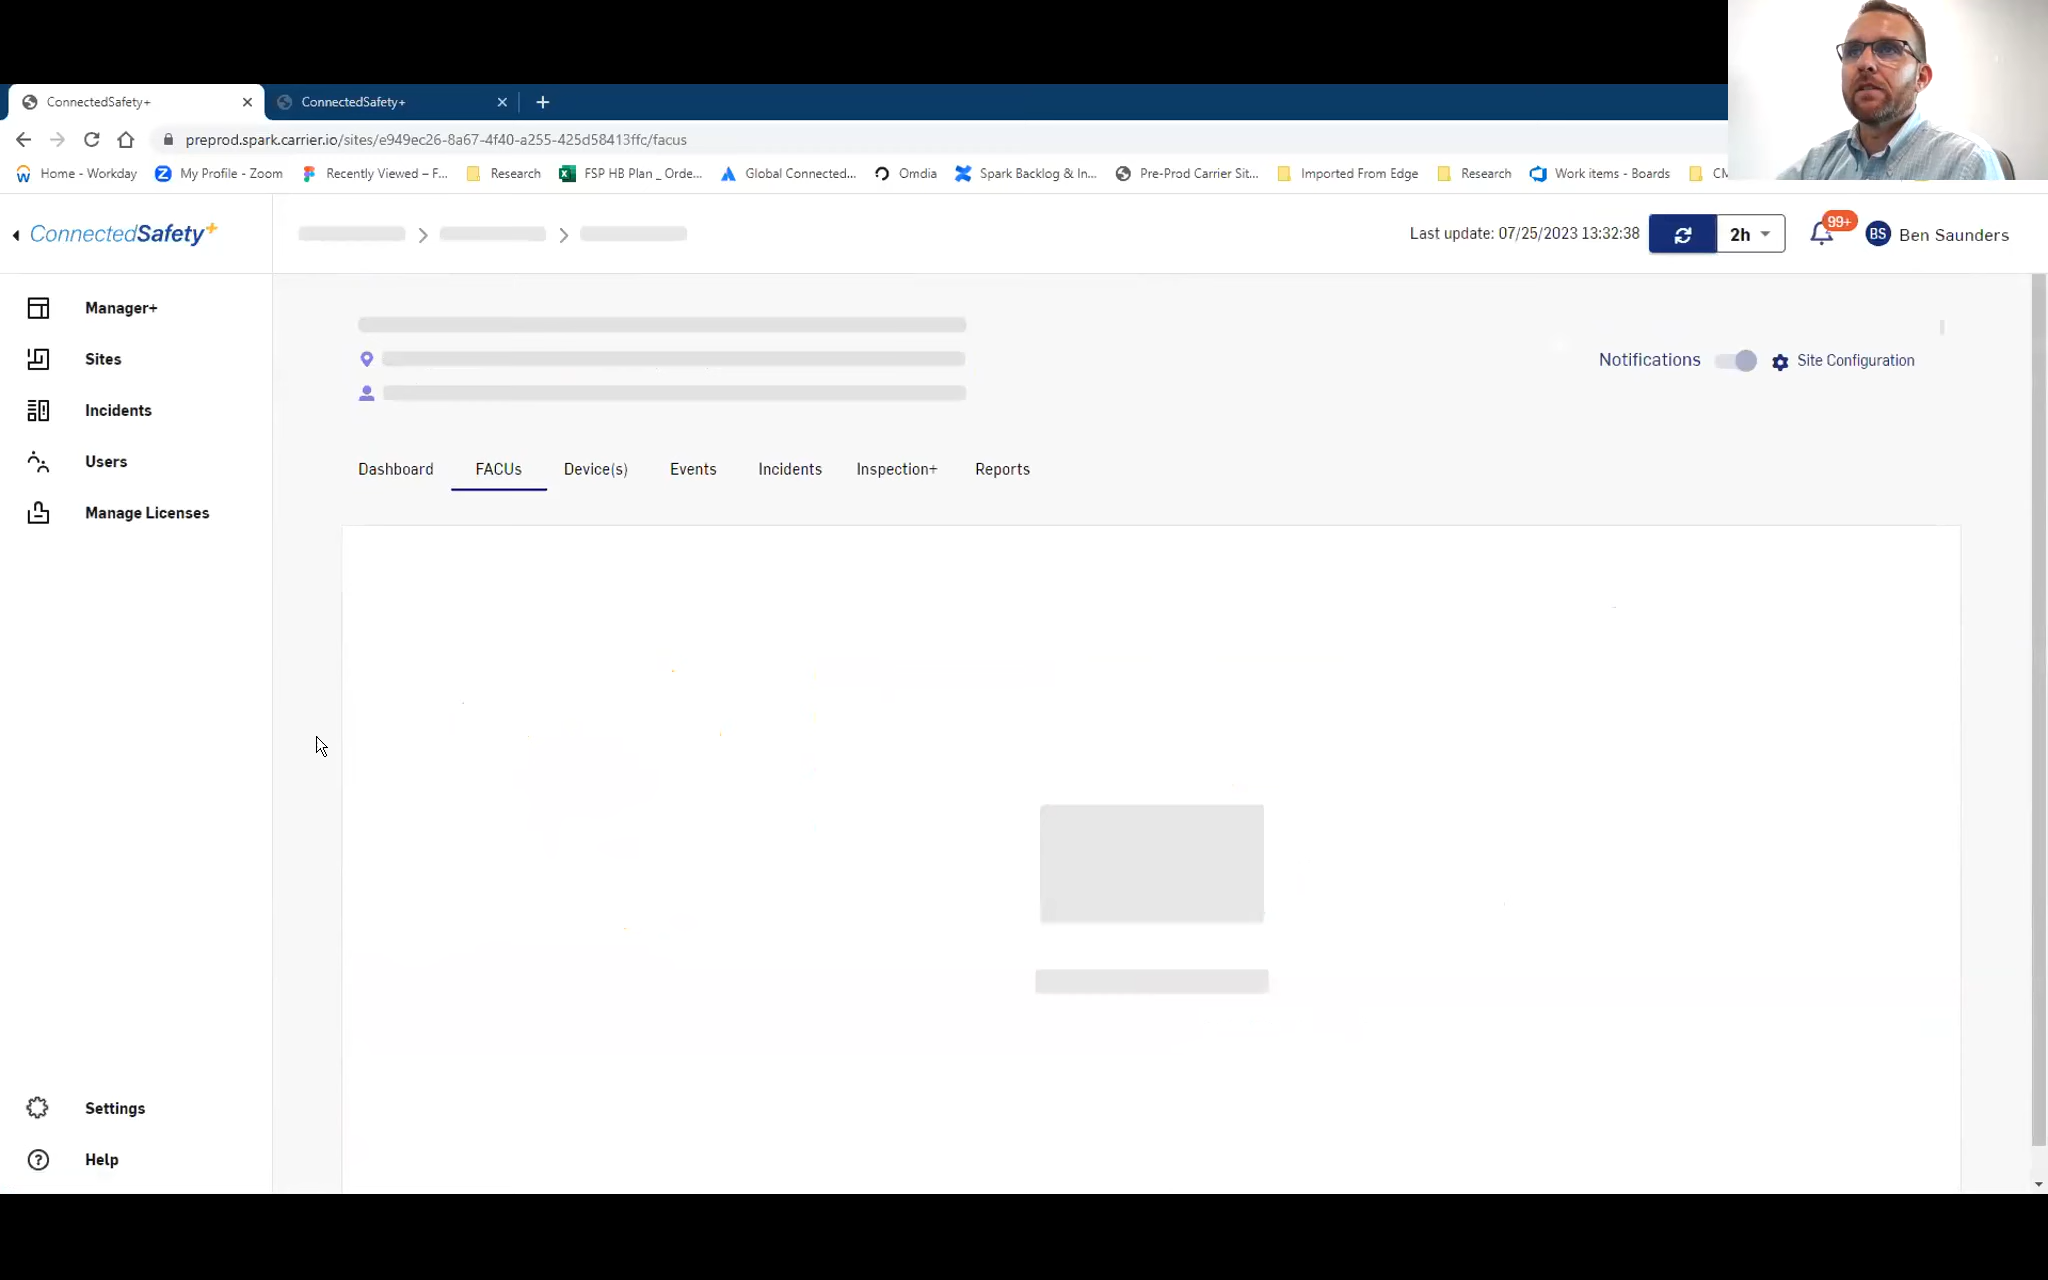 ConnectedSafety+
ConnectedSafety+
preprod.spark.carrier.io/sites/e949ec26-8a67-4f40-a255-425d58413ffc/facus
Home - Workday My Profile - Zoom Recently Viewed – F... Research FSP HB Plan _ Orde... Global Connected... Omdia Spark Backlog & In... Pre-Prod Carrier Sit... Imported From Edge Research Work items - Boards CM
ConnectedSafety+
Last update: 07/25/2023 13:32:38 2h 99+ BS Ben Saunders
Manager+
Sites
Incidents
Users
Manage Licenses
Settings
Help
Notifications Site Configuration
Dashboard FACUs Device(s) Events Incidents Inspection+ Reports